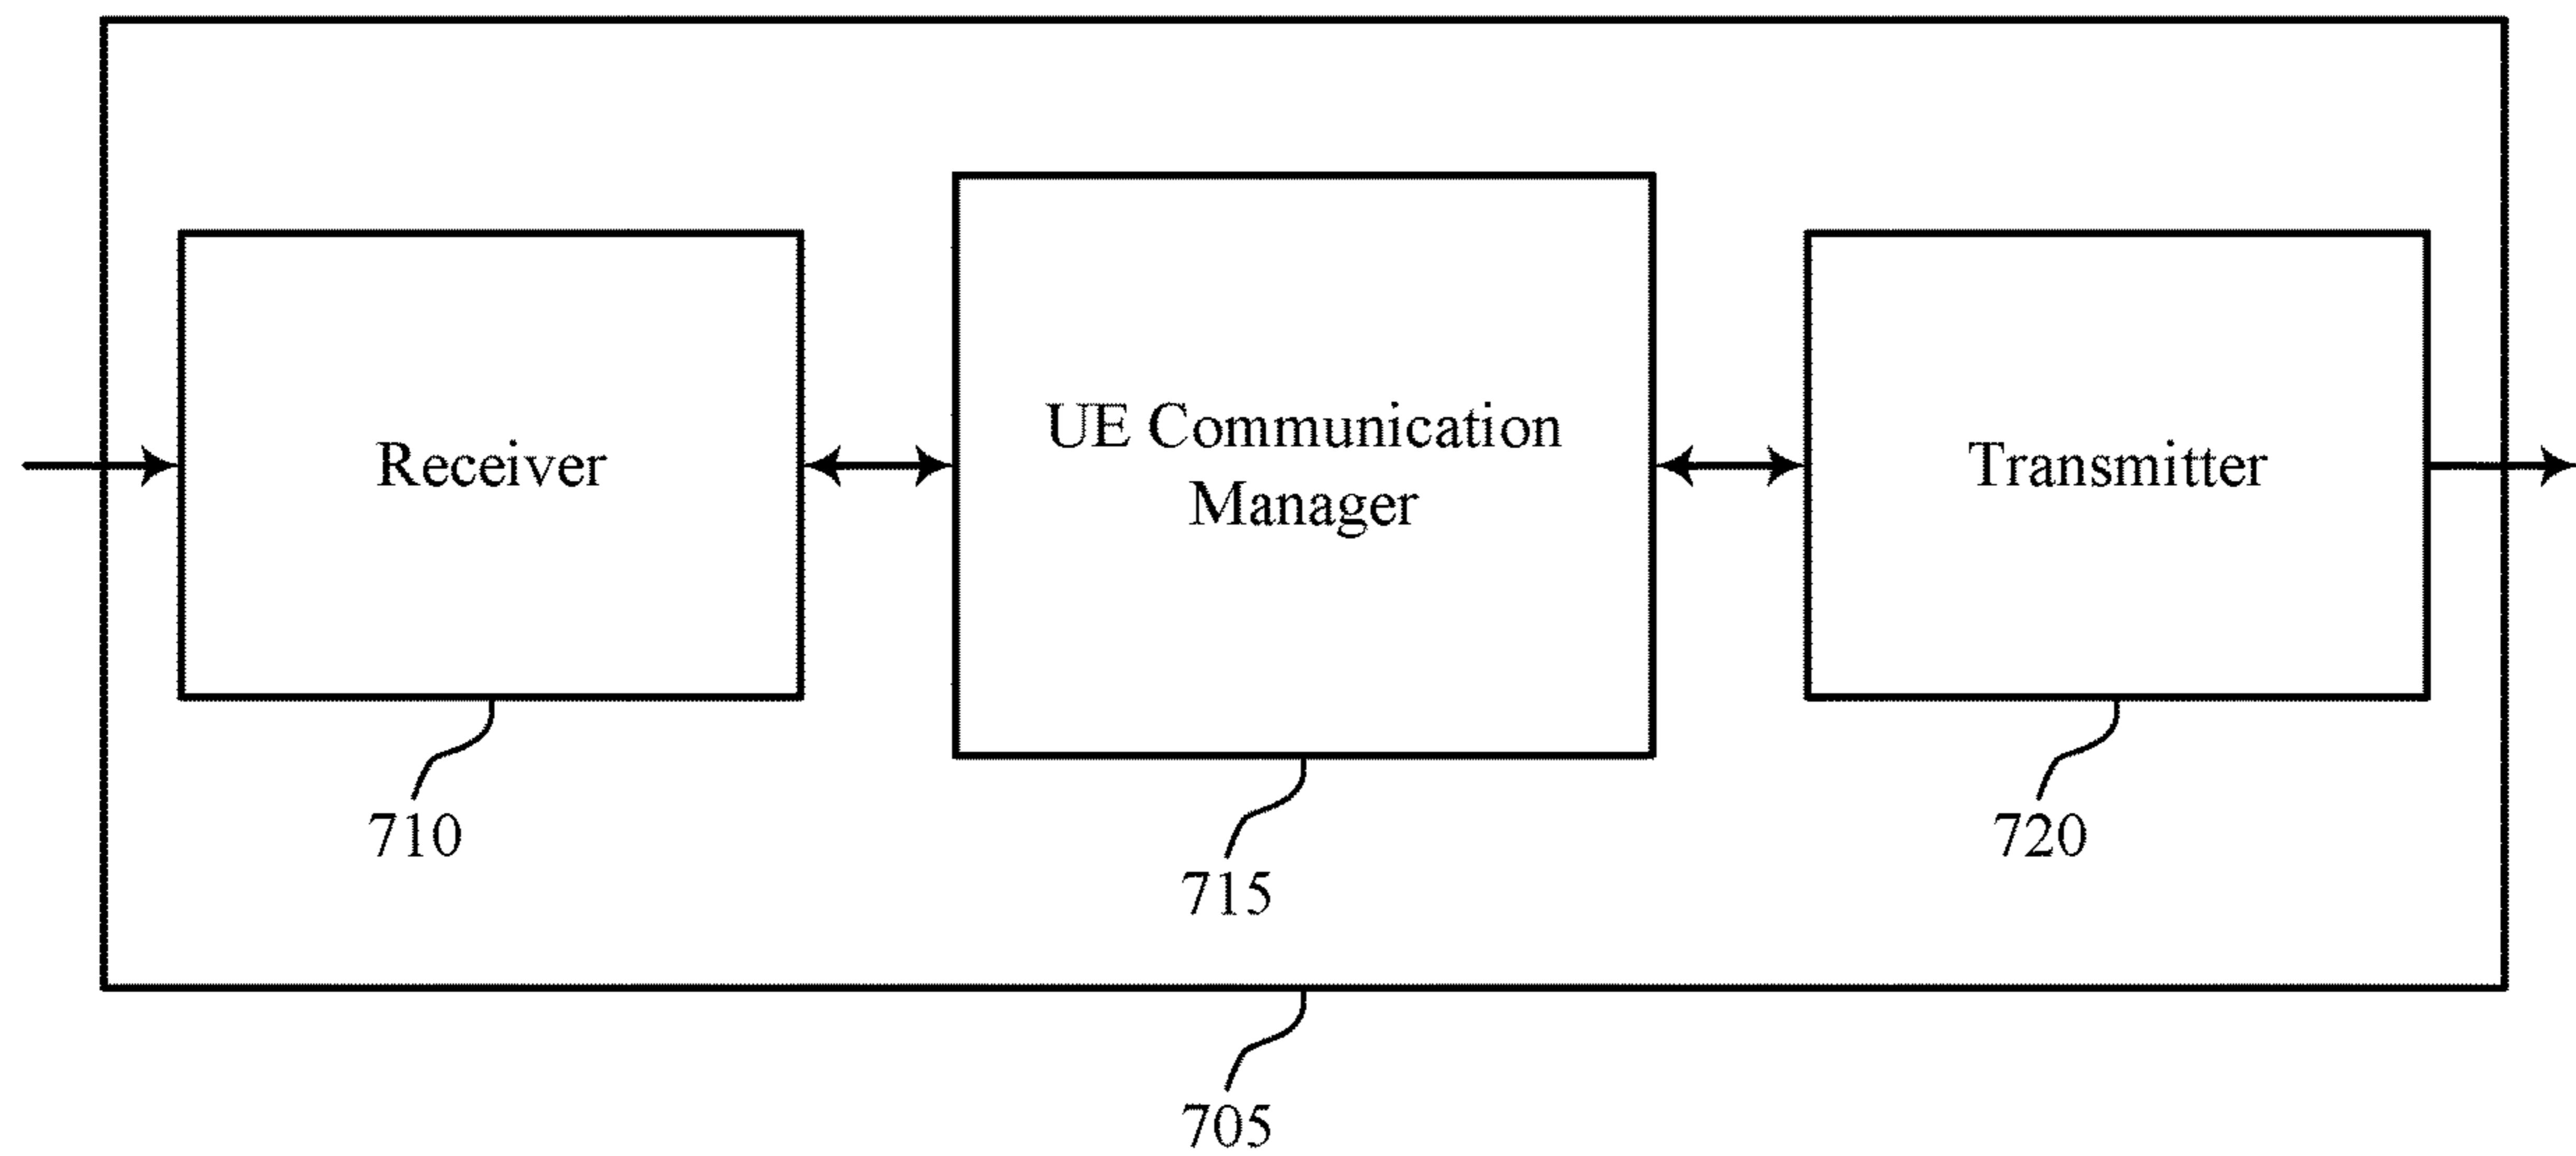 Receiver
UE Communication
Manager
Transmitter
710
715
720
705